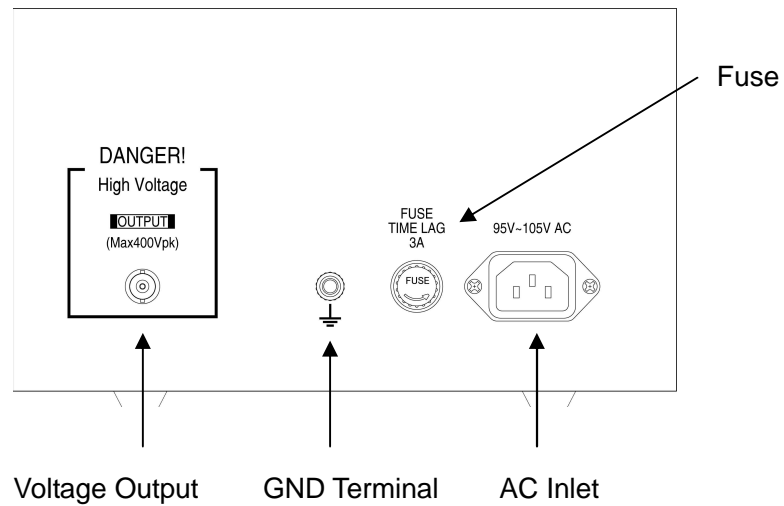 Fuse
DANGER!
High Voltage
OUTPUT
(Max400Vpk)
FUSE
TIME LAG
3A
95V~105V AC
FUSE
Voltage Output
GND Terminal
AC Inlet